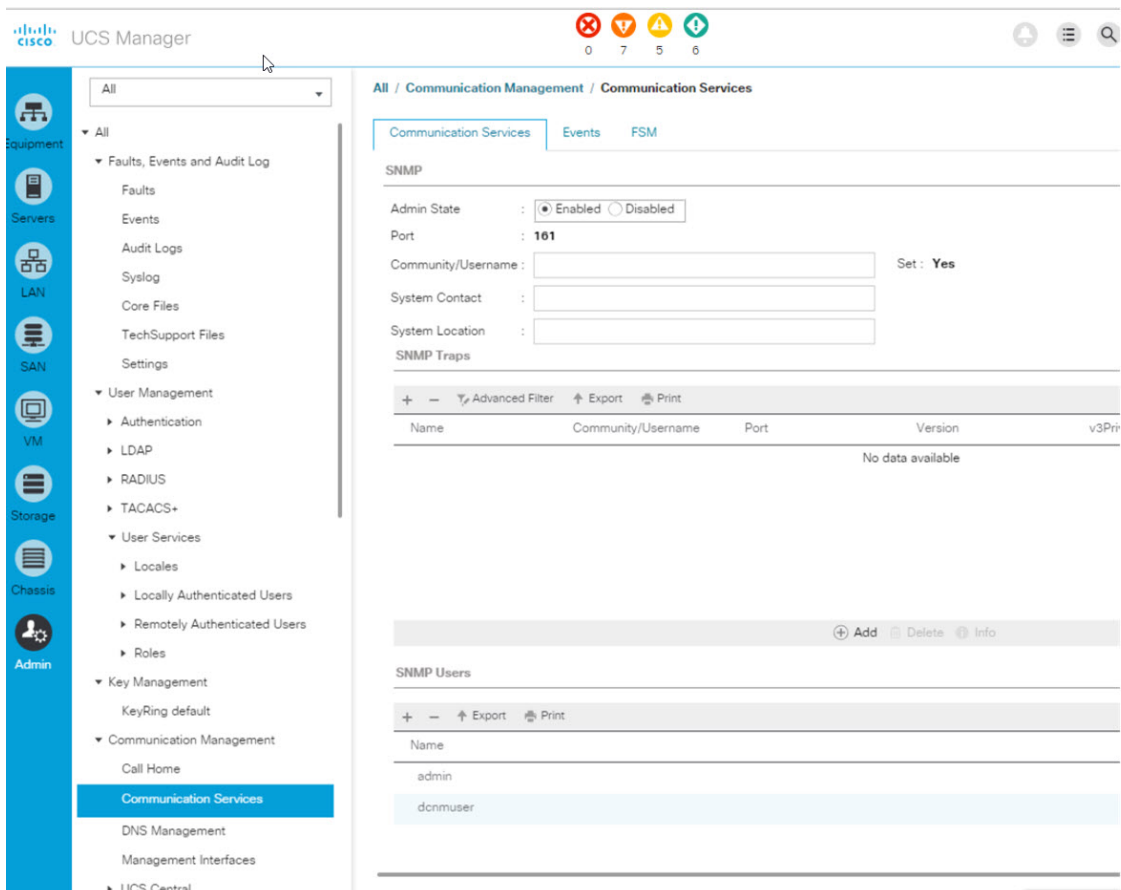 cisco UCS Manager
0 7 5 6
Equipment
Servers
LAN
SAN
VM
Storage
Chassis
Admin
All
All
Faults, Events and Audit Log
Faults
Events
Audit Logs
Syslog
Core Files
TechSupport Files
Settings
User Management
Authentication
LDAP
RADIUS
TACACS+
User Services
Locales
Locally Authenticated Users
Remotely Authenticated Users
Roles
Key Management
KeyRing default
Communication Management
Call Home
Communication Services
DNS Management
Management Interfaces
UCS Central
All / Communication Management / Communication Services
Communication Services Events FSM
SNMP
Admin State : Enabled Disabled
Port : 161
Community/Username : Set : Yes
System Contact :
System Location :
SNMP Traps
+ − Advanced Filter Export Print
Name Community/Username Port Version v3Priv
No data available
Add Delete Info
SNMP Users
+ − Export Print
Name
admin
dcnmuser